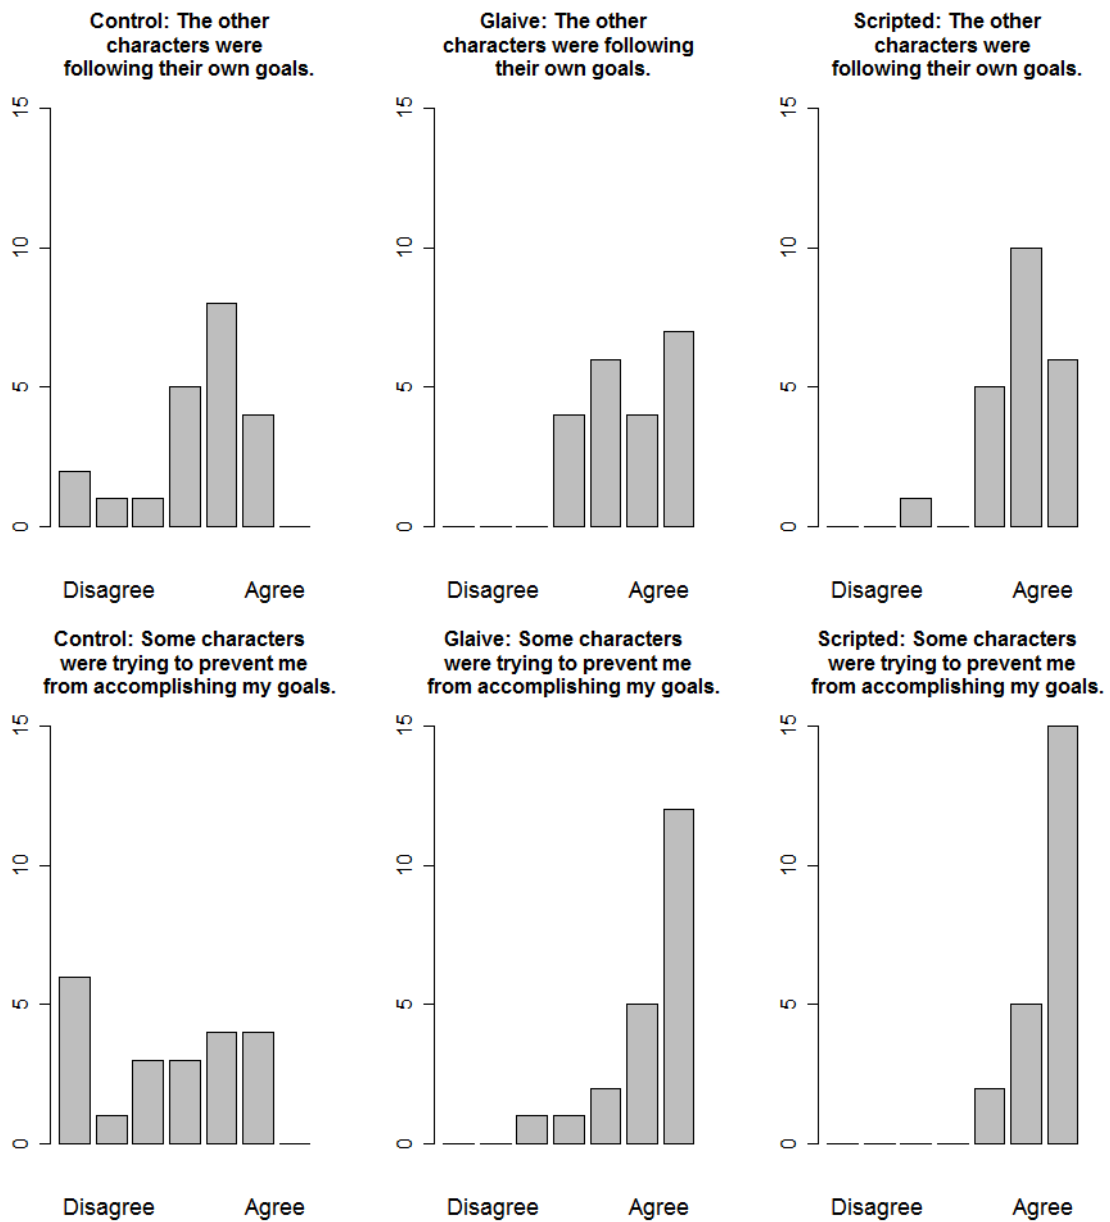 Control: The other
characters were
following their own goals.
Glaive: The other
characters were following
their own goals.
Scripted: The other
characters were
following their own goals.
15
10
5
0
15
10
5
0
15
10
5
0
Disagree Agree
Disagree Agree
Disagree Agree
Control: Some characters
were trying to prevent me
from accomplishing my goals.
Glaive: Some characters
were trying to prevent me
from accomplishing my goals.
Scripted: Some characters
were trying to prevent me
from accomplishing my goals.
15
10
5
0
15
10
5
0
15
10
5
0
Disagree Agree
Disagree Agree
Disagree Agree